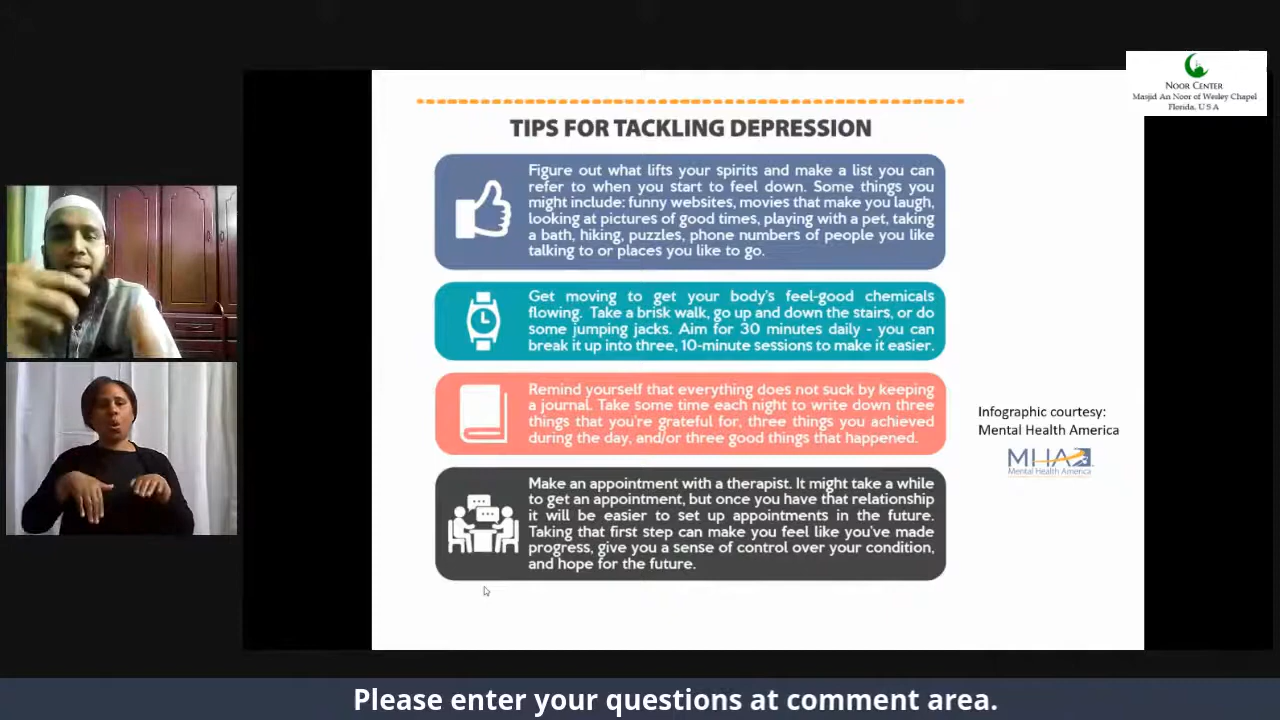 NOOR CENTER
Masjid An Noor of Wesley Chapel
Florida, U S A
TIPS FOR TACKLING DEPRESSION
Figure out what lifts your spirits and make a list you can
refer to when you start to feel down. Some things you
might include: funny websites, movies that make you laugh,
looking at pictures of good times, playing with a pet, taking
a bath, hiking, puzzles, phone numbers of people you like
talking to or places you like to go.
Get moving to get your body's feel-good chemicals
flowing. Take a brisk walk, go up and down the stairs, or do
some jumping jacks. Aim for 30 minutes daily - you can
break it up into three, 10-minute sessions to make it easier.
Remind yourself that everything does not suck by keeping
a journal. Take some time each night to write down three
things that you're grateful for, three things you achieved
during the day, and/or three good things that happened.
Make an appointment with a therapist. It might take a while
to get an appointment, but once you have that relationship
it will be easier to set up appointments in the future.
Taking that first step can make you feel like you've made
progress, give you a sense of control over your condition,
and hope for the future.
Infographic courtesy:
Mental Health America
MHA
Mental Health America
Please enter your questions at comment area.